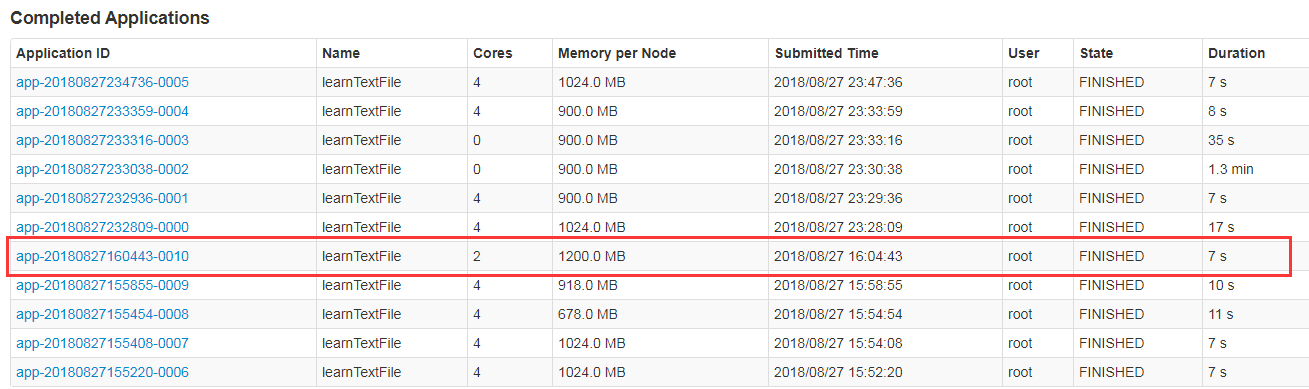 Completed Applications
Application ID Name Cores Memory per Node Submitted Time User State Duration
app-20180827234736-0005 learnTextFile 4 1024.0 MB 2018/08/27 23:47:36 root FINISHED 7 s
app-20180827233359-0004 learnTextFile 4 900.0 MB 2018/08/27 23:33:59 root FINISHED 8 s
app-20180827233316-0003 learnTextFile 0 900.0 MB 2018/08/27 23:33:16 root FINISHED 35 s
app-20180827233038-0002 learnTextFile 0 900.0 MB 2018/08/27 23:30:38 root FINISHED 1.3 min
app-20180827232936-0001 learnTextFile 4 900.0 MB 2018/08/27 23:29:36 root FINISHED 7 s
app-20180827232809-0000 learnTextFile 4 1024.0 MB 2018/08/27 23:28:09 root FINISHED 17 s
app-20180827160443-0010 learnTextFile 2 1200.0 MB 2018/08/27 16:04:43 root FINISHED 7 s
app-20180827155855-0009 learnTextFile 4 918.0 MB 2018/08/27 15:58:55 root FINISHED 10 s
app-20180827155454-0008 learnTextFile 4 678.0 MB 2018/08/27 15:54:54 root FINISHED 11 s
app-20180827155408-0007 learnTextFile 4 1024.0 MB 2018/08/27 15:54:08 root FINISHED 7 s
app-20180827155220-0006 learnTextFile 4 1024.0 MB 2018/08/27 15:52:20 root FINISHED 7 s